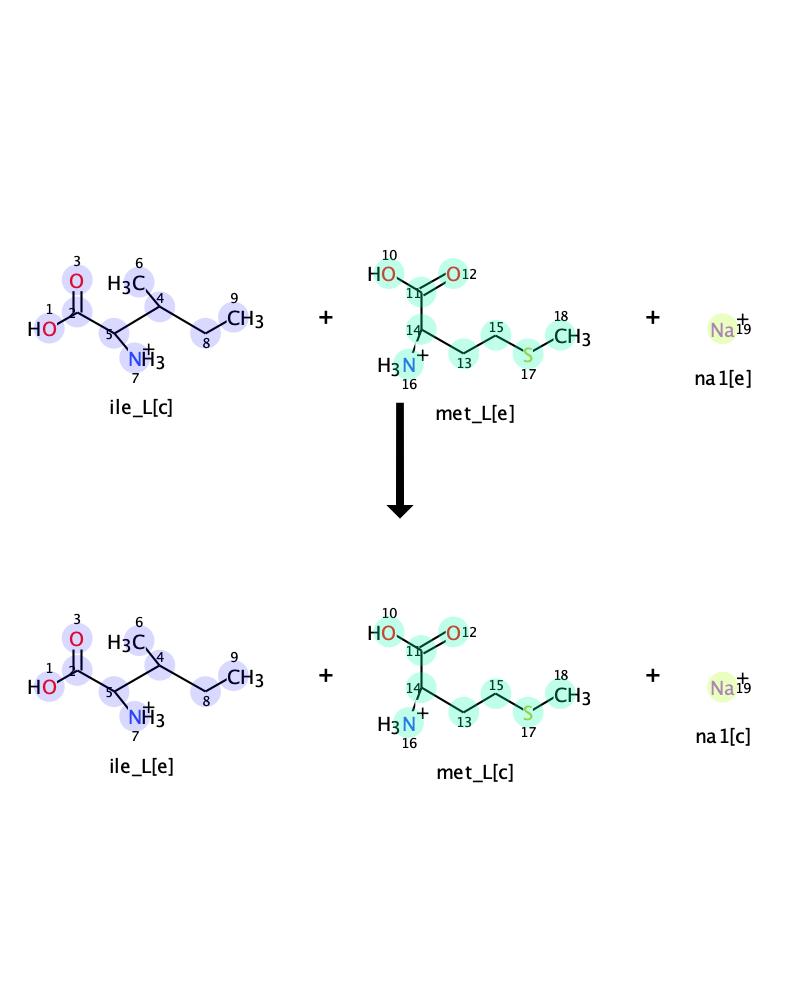 3 6 H3C 4 9 CH3
O
1 2 HO 5 8
NH3 +
7
ile_L[c]
+
10 HO O 12
11
14 15 18 CH3
H3N + 13 S
16 17
met_L[e]
+
Na + 19
na1[e]
3 6 H3C 4 9 CH3
O
1 2 HO 5 8
NH3 +
7
ile_L[e]
+
10 HO O 12
11
14 15 18 CH3
H3N + 13 S
16 17
met_L[c]
+
Na + 19
na1[c]